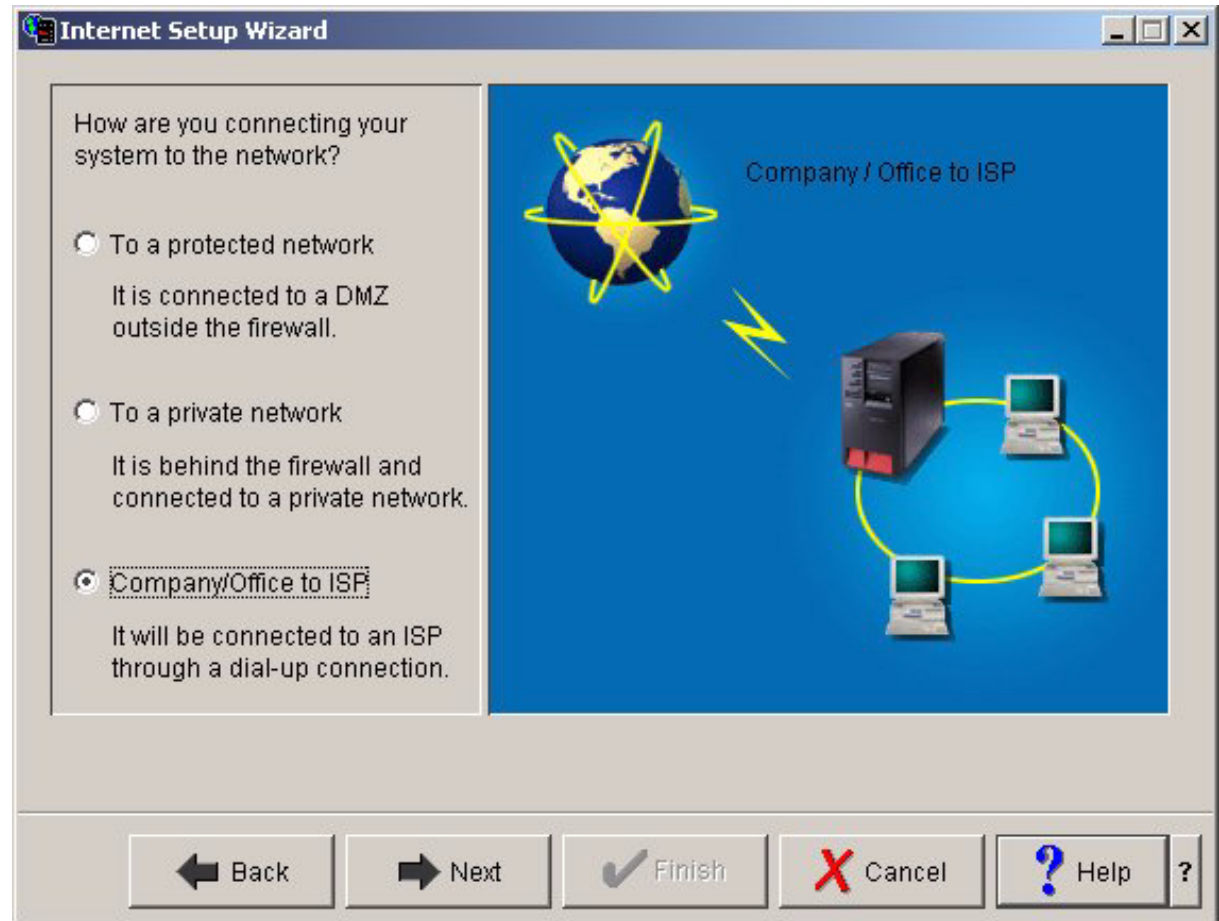 Internet Setup Wizard
How are you connecting your
system to the network?
To a protected network
It is connected to a DMZ
outside the firewall.
To a private network
It is behind the firewall and
connected to a private network.
Company/Office to ISP
It will be connected to an ISP
through a dial-up connection.
Company / Office to ISP
Back
Next
Finish
Cancel
? Help
?